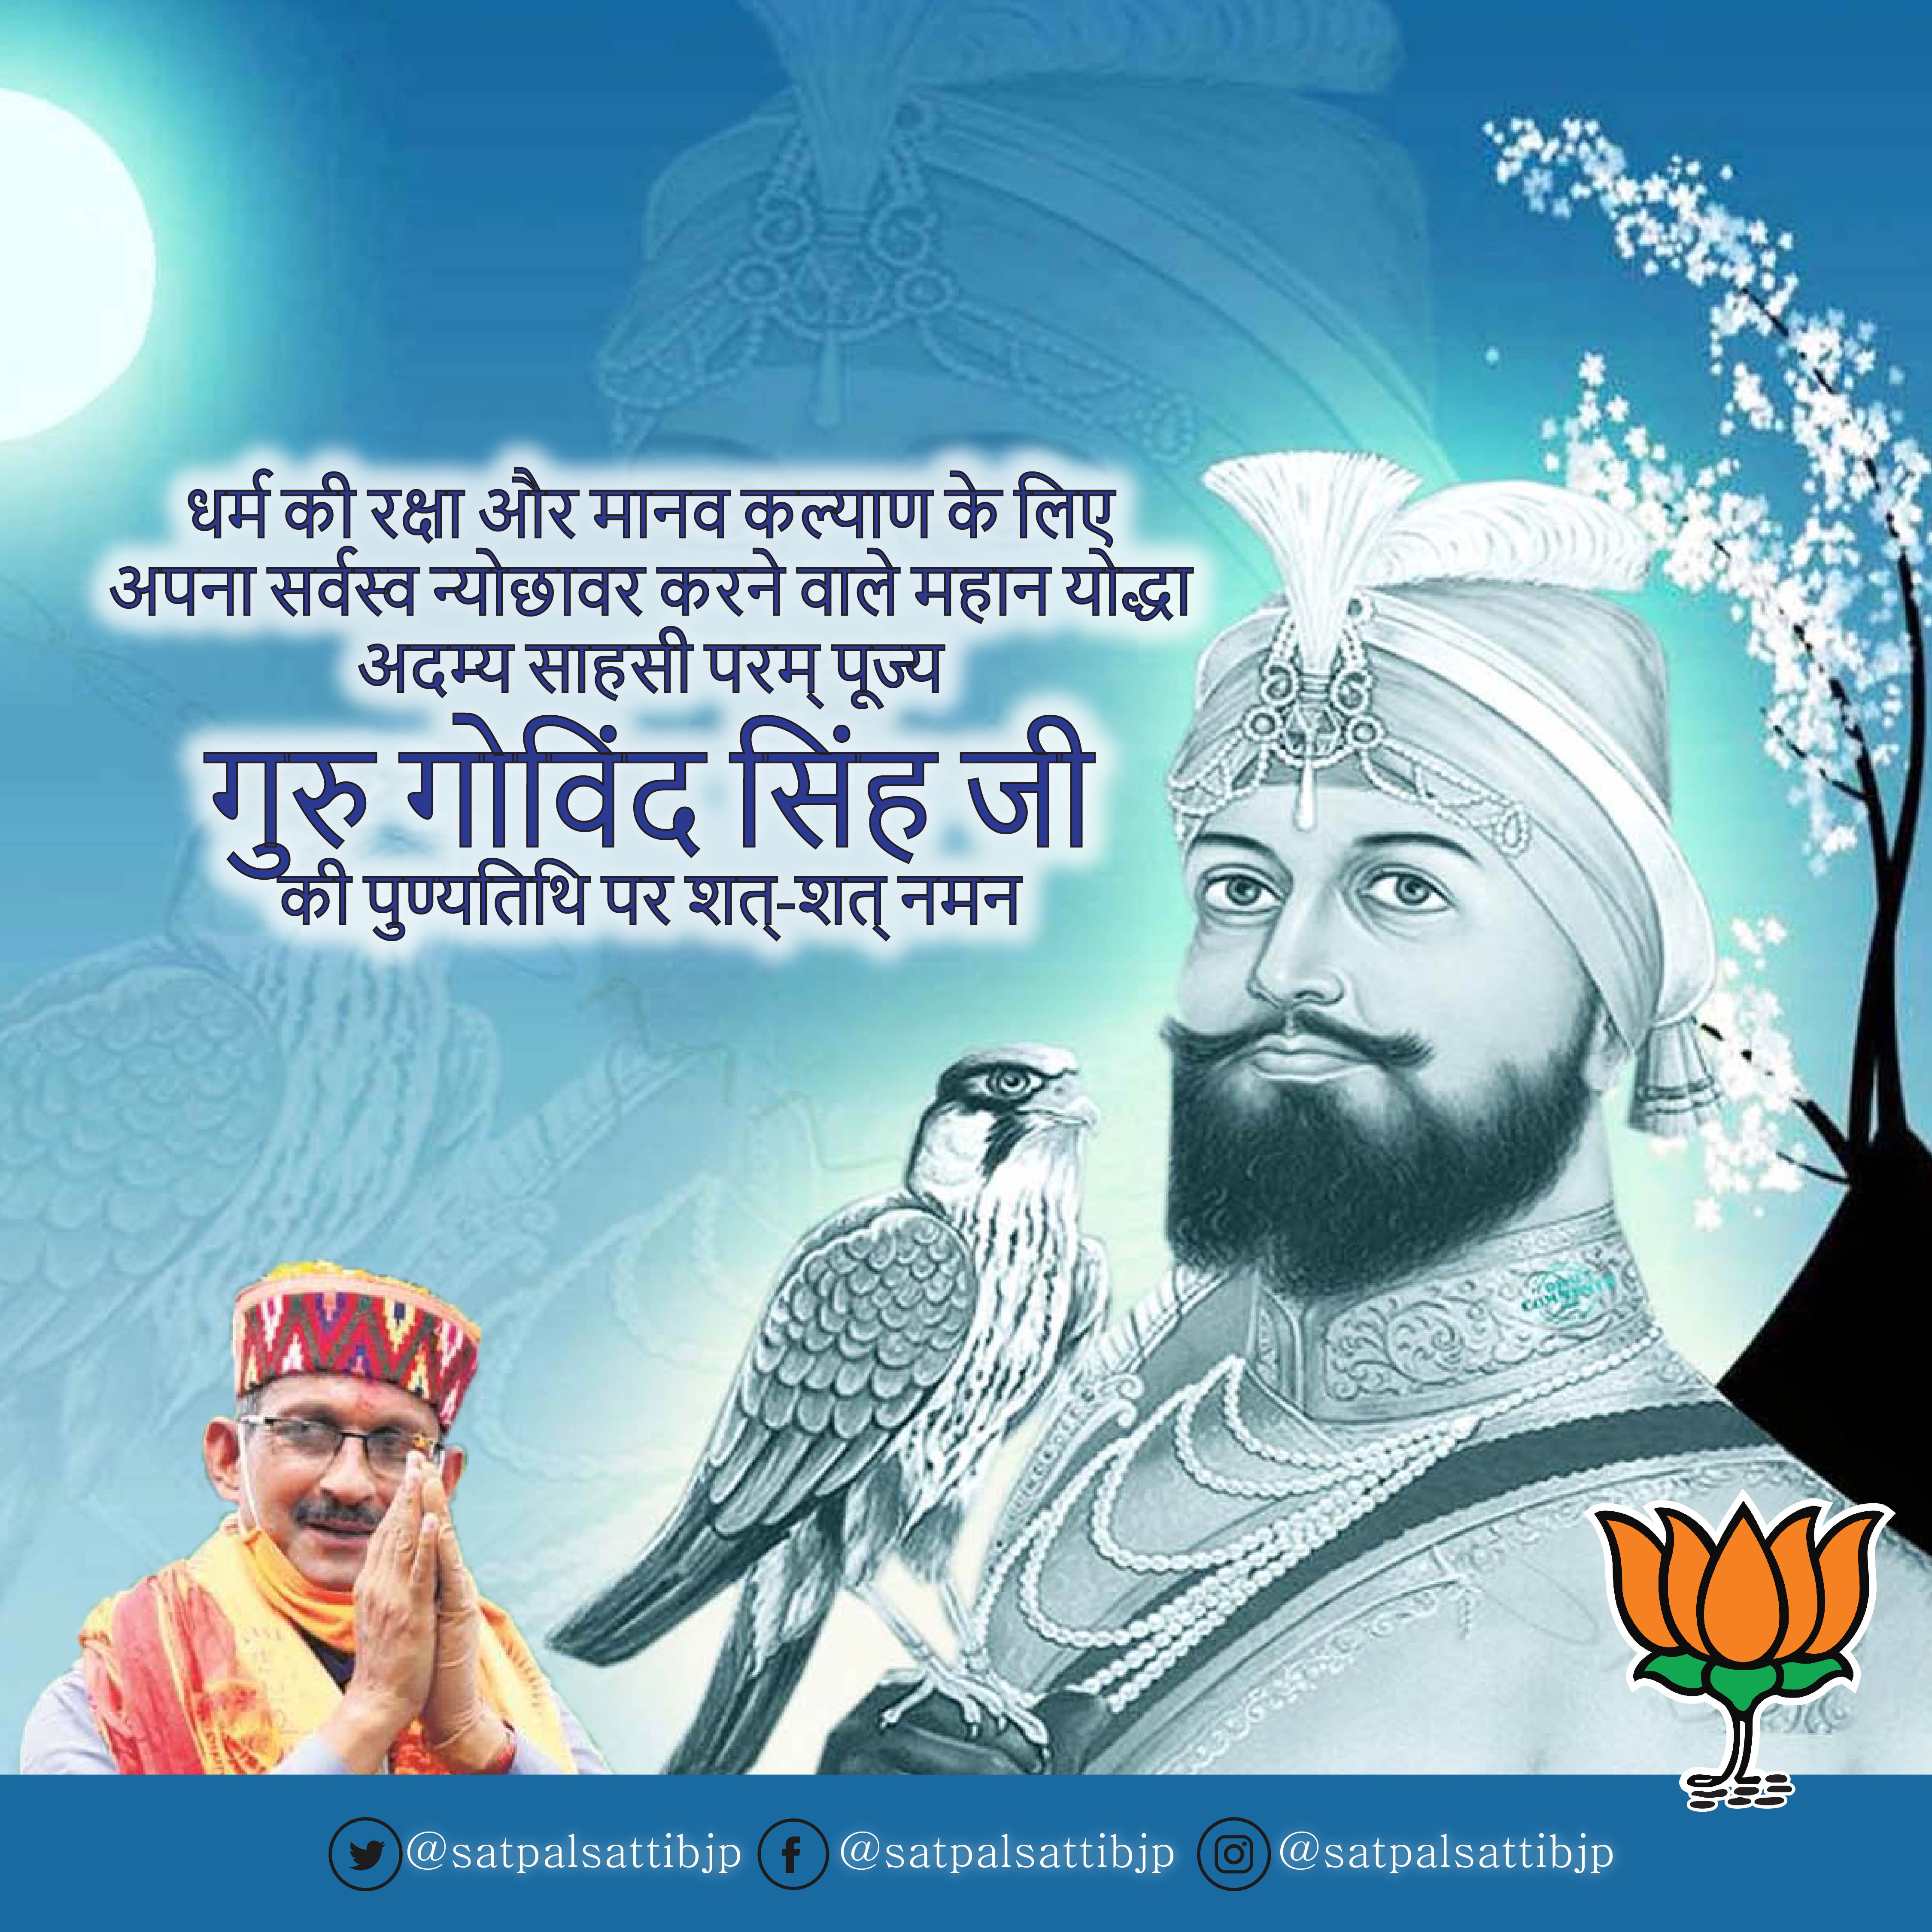 धर्म की रक्षा और मानव कल्याण के लिए
अपना सर्वस्व न्योछावर करने वाले महान योद्धा
अदम्य साहसी परम् पूज्य
गुरु गोविंद सिंह जी
की पुण्यतिथि पर शत्-शत् नमन
@satpalsattibjp @satpalsattibjp @satpalsattibjp